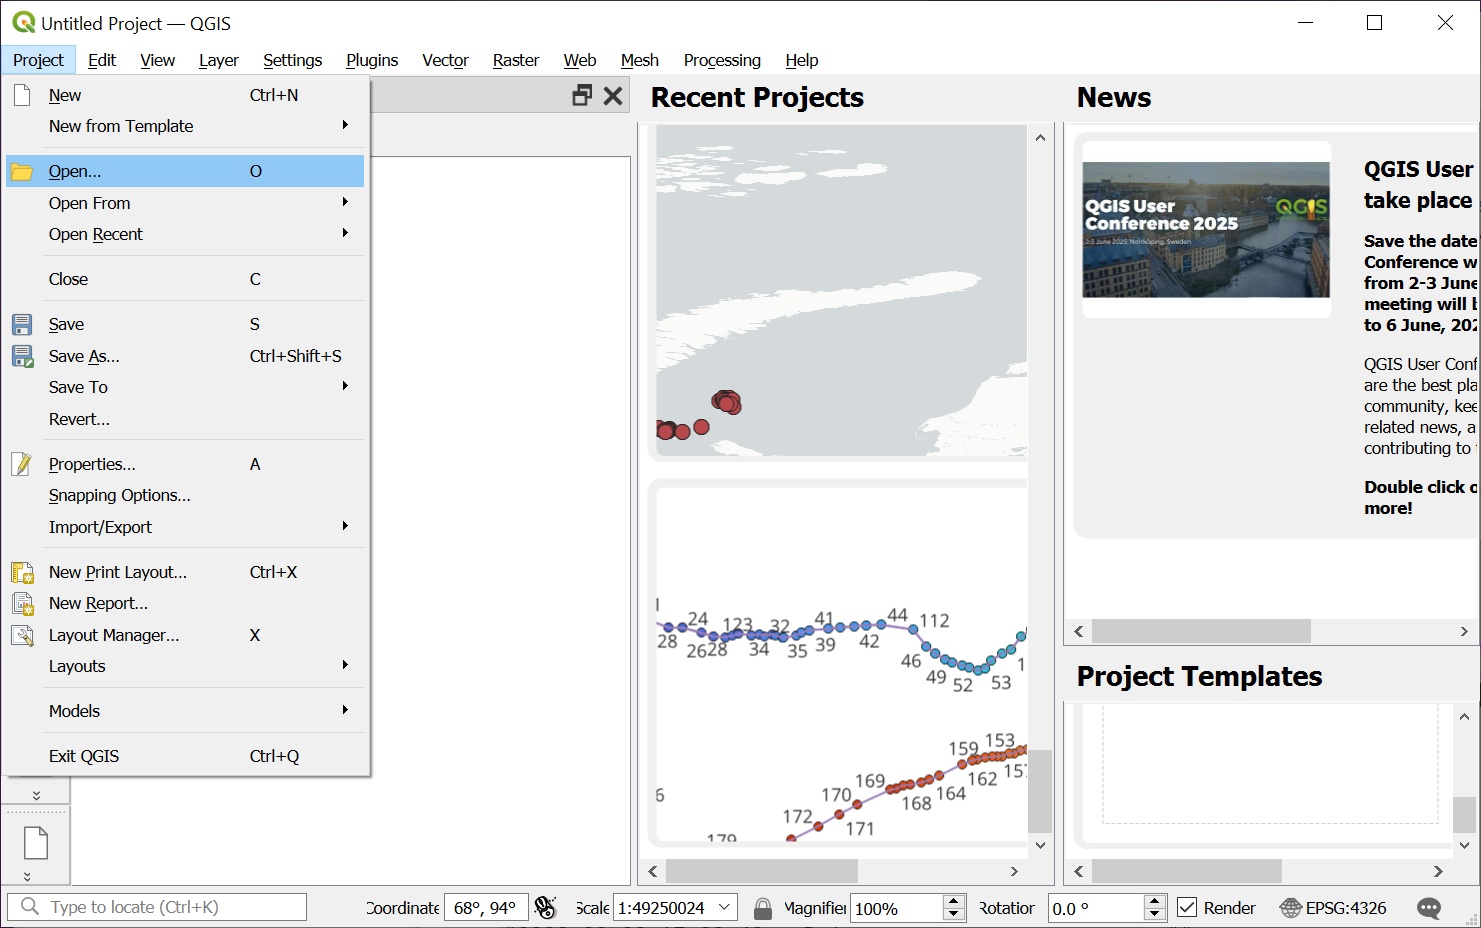 Untitled Project — QGIS
Project Edit View Layer Settings Plugins Vector Raster Web Mesh Processing Help
New Ctrl+N
New from Template
Open... O
Open From
Open Recent
Close C
Save S
Save As... Ctrl+Shift+S
Save To
Revert...
Properties... A
Snapping Options...
Import/Export
New Print Layout... Ctrl+X
New Report...
Layout Manager... X
Layouts
Models
Exit QGIS Ctrl+Q
Recent Projects
28 24 26 28 123 34 32 35 41 39 42 44 112 46 49 52 53
172 170 171 169 168 164 159 162 153
News
QGIS User
Conference 2025
2-3 June 2025, Norrköping, Sweden
QGIS
QGIS User
take place
Save the date
Conference w
from 2-3 June
meeting will b
to 6 June, 202
QGIS User Conf
are the best pla
community, kee
related news, a
contributing to
Double click o
more!
Project Templates
Type to locate (Ctrl+K) Coordinate 68°, 94° Scale 1:49250024 Magnifier 100% Rotation 0.0 ° Render EPSG:4326